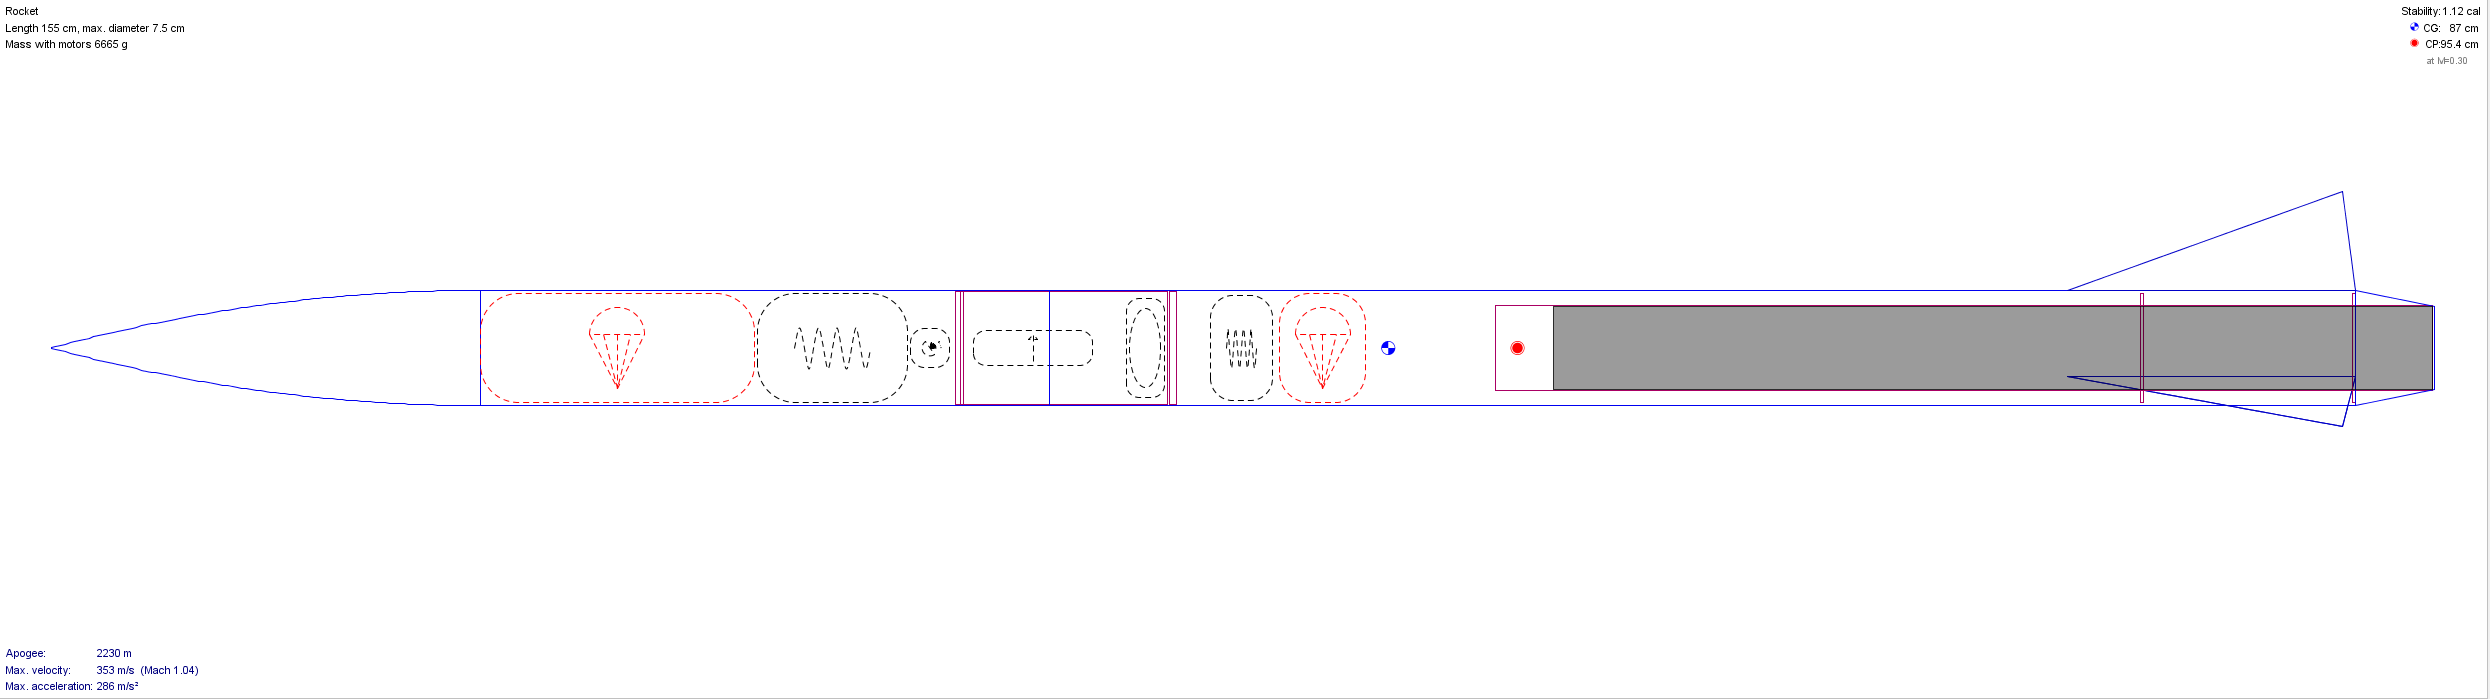 Rocket
Length 155 cm, max. diameter 7.5 cm
Mass with motors 6665 g
Stability: 1.12 cal
CG: 87 cm
CP: 95.4 cm
at M=0.30
Apogee: 2230 m
Max. velocity: 353 m/s (Mach 1.04)
Max. acceleration: 286 m/s²